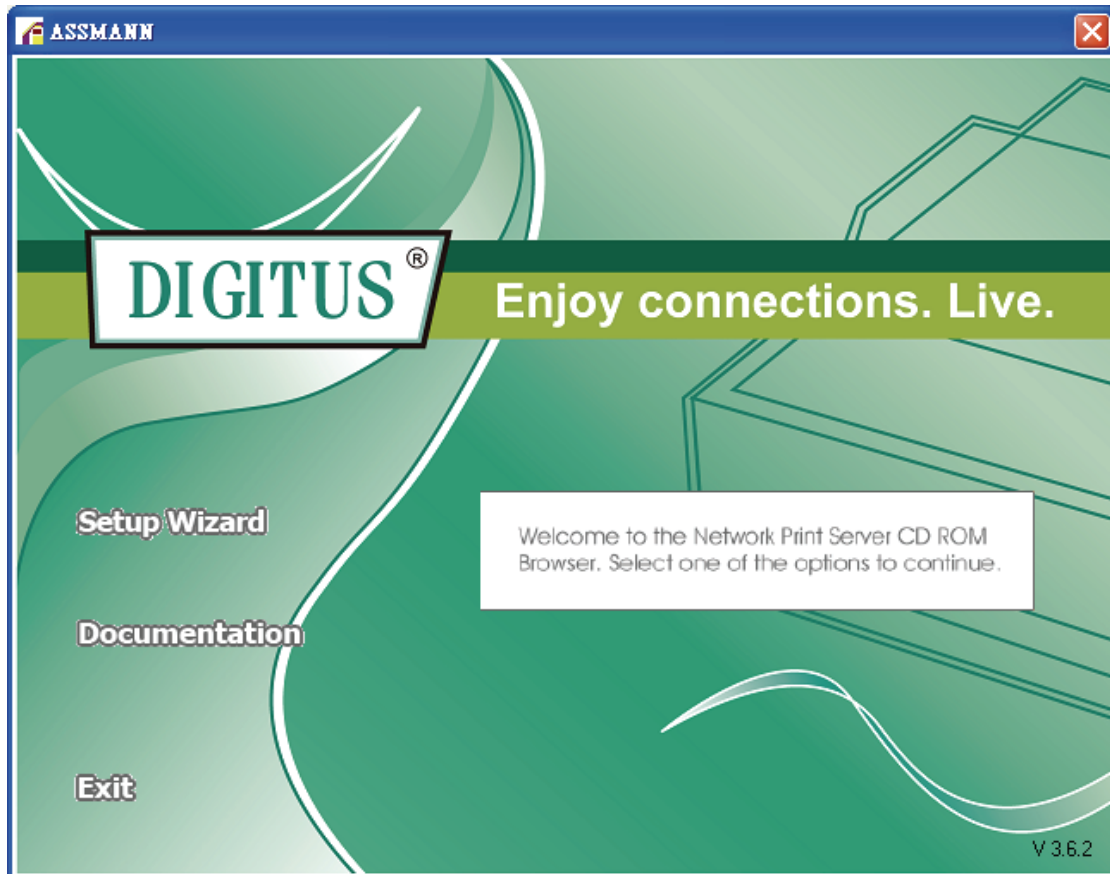 ASSMANN
DIGITUS®
Enjoy connections. Live.
Setup Wizard
Welcome to the Network Print Server CD ROM
Browser. Select one of the options to continue.
Documentation
Exit
V 3.6.2